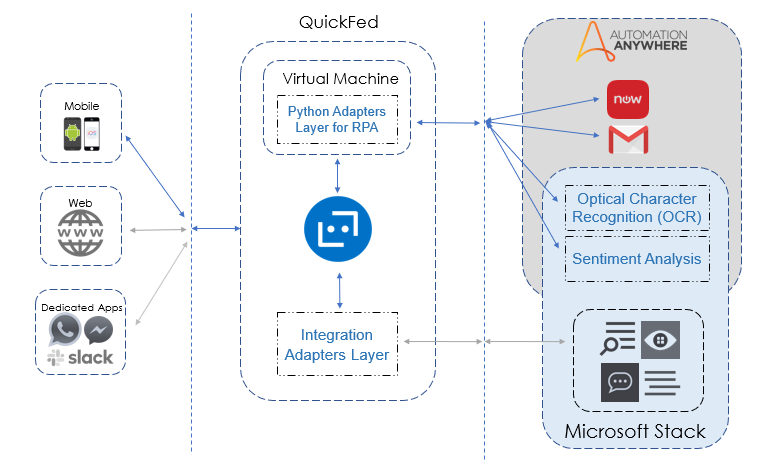 QuickFed
AUTOMATION
ANYWHERE
Virtual Machine
Python Adapters
Layer for RPA
Mobile
iOS
now
Web
WWW
Optical Character
Recognition (OCR)
Sentiment Analysis
Dedicated Apps
slack
Integration
Adapters Layer
Microsoft Stack